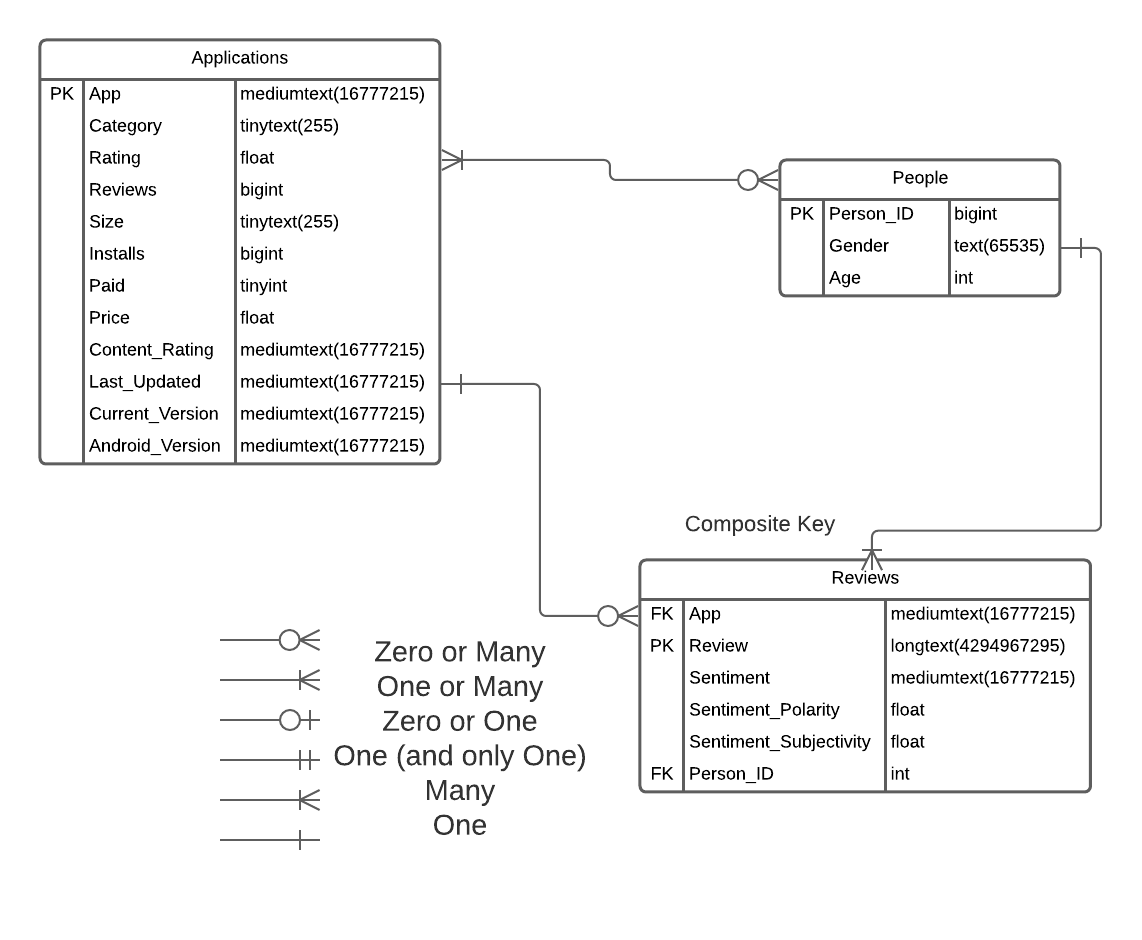 Applications
PK App mediumtext(16777215)
Category tinytext(255)
Rating float
Reviews bigint
Size tinytext(255)
Installs bigint
Paid tinyint
Price float
Content_Rating mediumtext(16777215)
Last_Updated mediumtext(16777215)
Current_Version mediumtext(16777215)
Android_Version mediumtext(16777215)
People
PK Person_ID bigint
Gender text(65535)
Age int
Composite Key
Reviews
FK App mediumtext(16777215)
PK Review longtext(4294967295)
Sentiment mediumtext(16777215)
Sentiment_Polarity float
Sentiment_Subjectivity float
FK Person_ID int
Zero or Many
One or Many
Zero or One
One (and only One)
Many
One